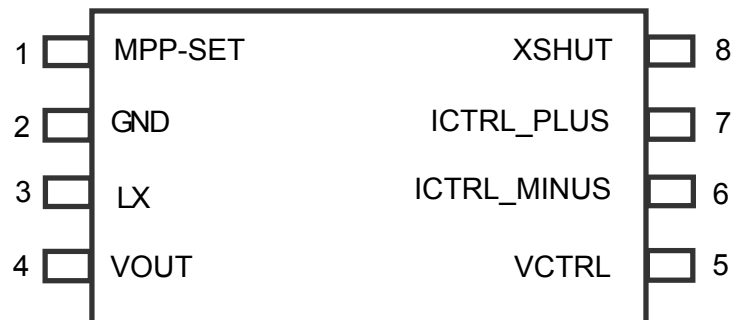 1 MPP-SET XSHUT 8
2 GND ICTRL_PLUS 7
3 LX ICTRL_MINUS 6
4 VOUT VCTRL 5